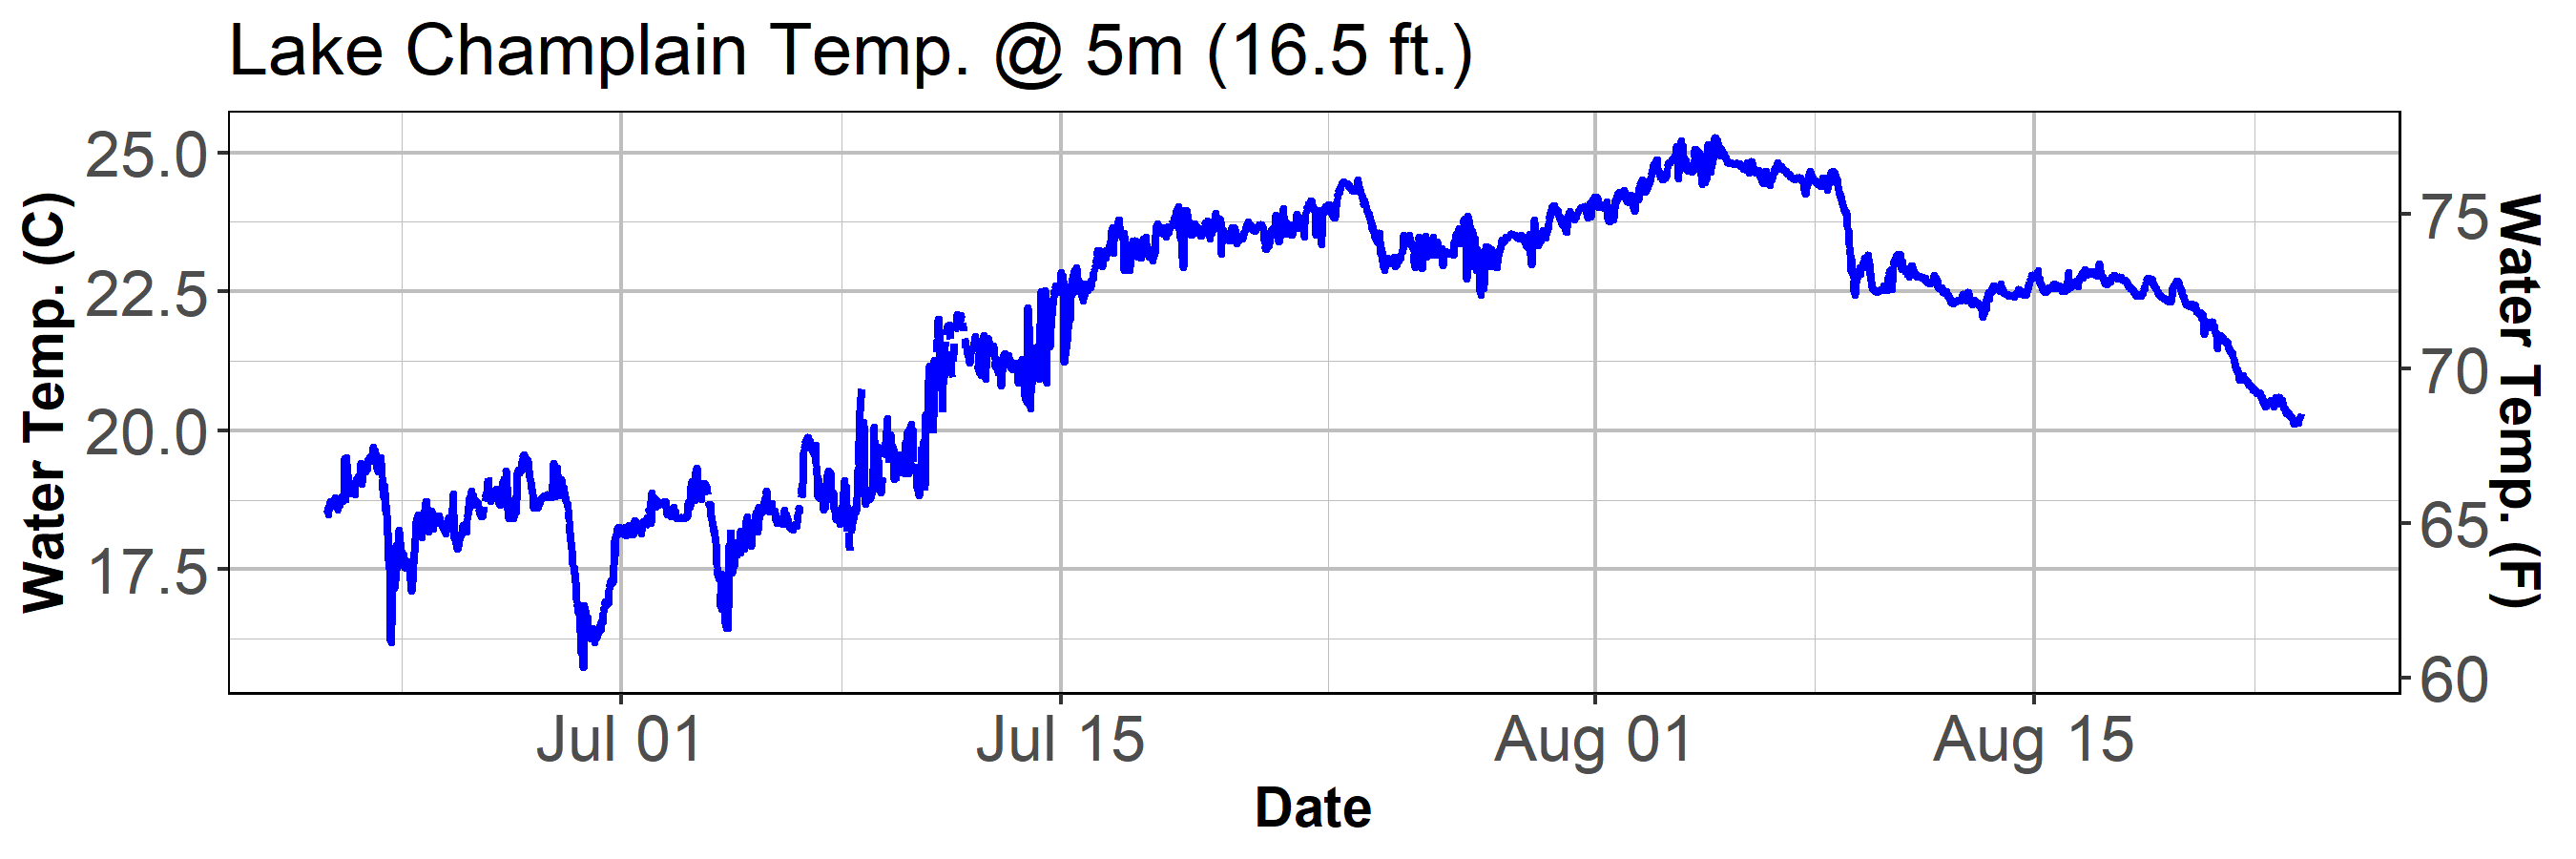 Lake Champlain Temp. @ 5m (16.5 ft.)
Water Temp. (C)
25.0
22.5
20.0
17.5
75
70
65
60
Water Temp. (F)
Jul 01
Jul 15
Aug 01
Aug 15
Date